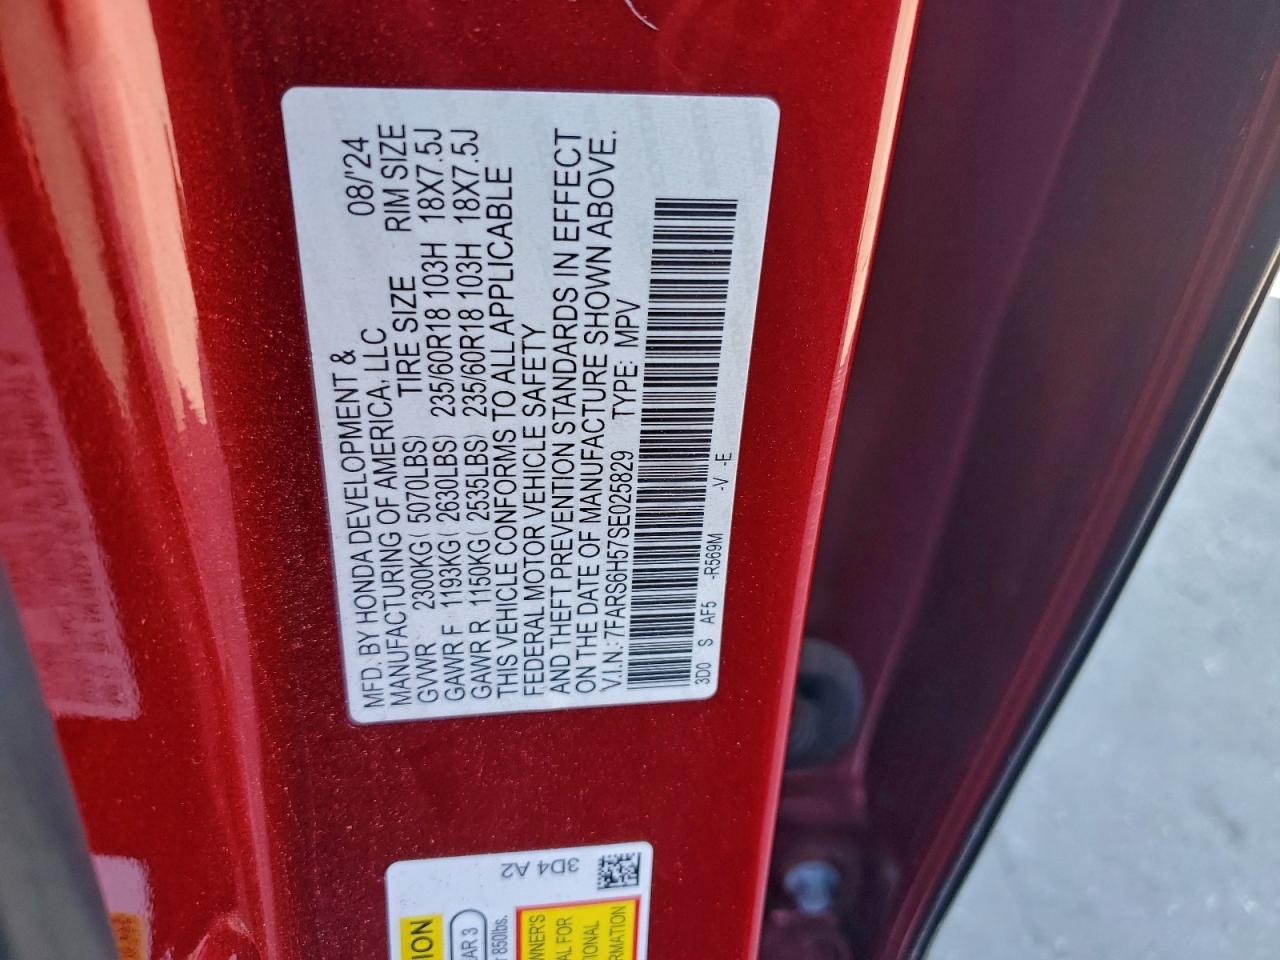 MFD. BY HONDA DEVELOPMENT & 08/'24
MANUFACTURING OF AMERICA, LLC
TIRE SIZE RIM SIZE
GVWR 2300KG( 5070LBS)
GAWR F 1193KG( 2630LBS) 235/60R18 103H 18X7.5J
GAWR R 1150KG( 2535LBS) 235/60R18 103H 18X7.5J
THIS VEHICLE CONFORMS TO ALL APPLICABLE
FEDERAL MOTOR VEHICLE SAFETY
AND THEFT PREVENTION STANDARDS IN EFFECT
ON THE DATE OF MANUFACTURE SHOWN ABOVE.
V.I.N.: 7FARS6H57SE025829 TYPE: MPV
3D0 S AF5 -R569M -V -E
3D4 A2
850lbs.